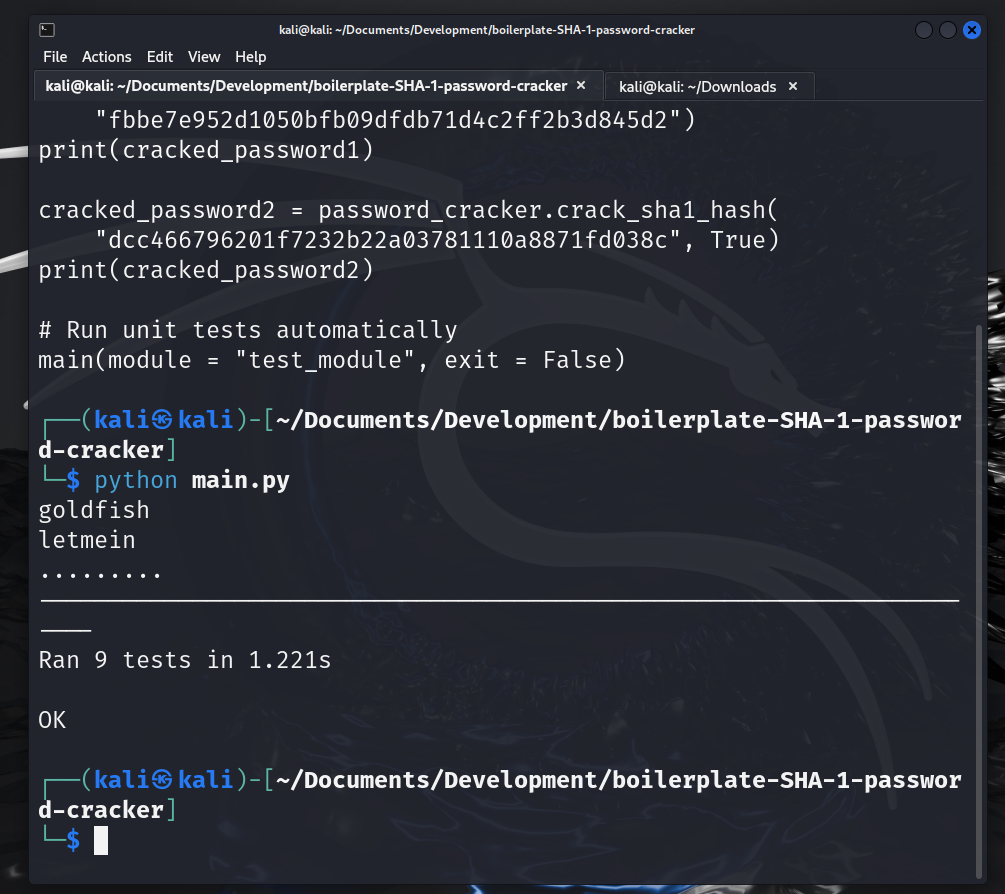 kali@kali: ~/Documents/Development/boilerplate-SHA-1-password-cracker
File Actions Edit View Help
kali@kali: ~/Documents/Development/boilerplate-SHA-1-password-cracker × kali@kali: ~/Downloads ×
"fbbe7e952d1050bfb09dfdb71d4c2ff2b3d845d2")
print(cracked_password1)
cracked_password2 = password_cracker.crack_sha1_hash(
"dcc466796201f7232b22a03781110a8871fd038c", True)
print(cracked_password2)
# Run unit tests automatically
main(module = "test_module", exit = False)
┌──(kali㉿kali)-[~/Documents/Development/boilerplate-SHA-1-passwor
d-cracker]
└─$ python main.py
goldfish
letmein
.........
──────────────────────────────────────────────────────────────────
────
Ran 9 tests in 1.221s
OK
┌──(kali㉿kali)-[~/Documents/Development/boilerplate-SHA-1-passwor
d-cracker]
└─$